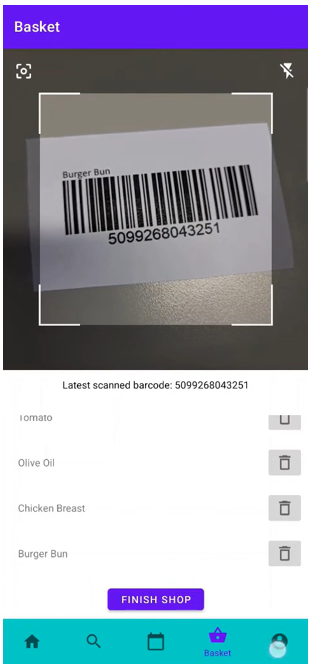 Basket
Burger Bun
5099268043251
Latest scanned barcode: 5099268043251
Tomato
Olive Oil
Chicken Breast
Burger Bun
FINISH SHOP
Basket